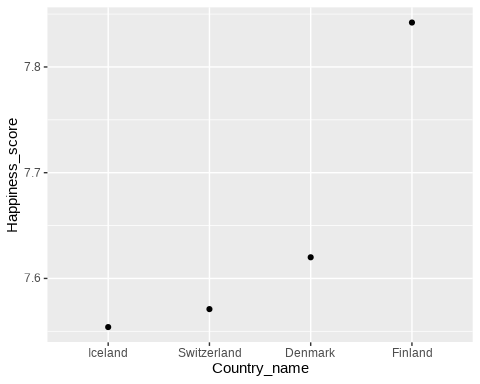 Happiness_score
7.8
7.7
7.6
Iceland Switzerland Denmark Finland
Country_name